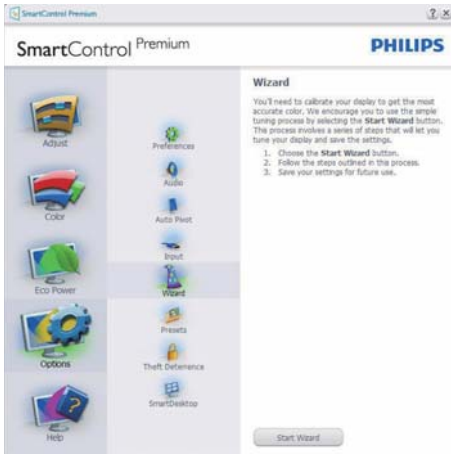 SmartControl Premium
SmartControl Premium
PHILIPS
Adjust
Color
Eco Power
Options
Help
Preferences
Audio
Auto Pivot
Input
Wizard
Presets
Theft Deterrence
SmartDesktop
Wizard
You'll need to calibrate your display to get the most
accurate color. We encourage you to use the simple
tuning process by selecting the Start Wizard button.
This process involves a series of steps that will let you
tune your display and save the settings.
1. Choose the Start Wizard button.
2. Follow the steps outlined in the process.
3. Save your settings for future use.
Start Wizard